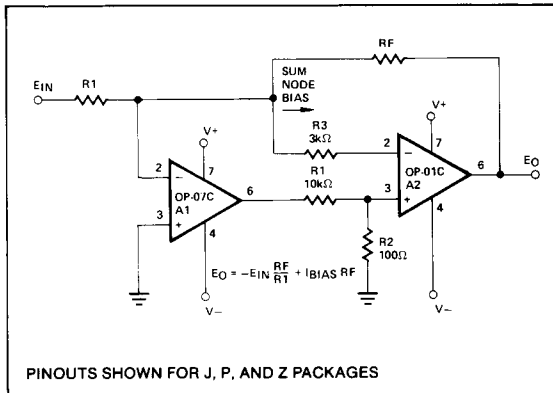 RF
EIN
R1
SUM
NODE
BIAS
V+
R3
3kΩ
V+
2
7
2
7
R1
10kΩ
OP-01C
A2
6
EO
OP-07C
A1
6
3
3
4
4
R2
100Ω
EO = −EIN RF/R1 + IBIAS RF
V−
V−
PINOUTS SHOWN FOR J, P, AND Z PACKAGES